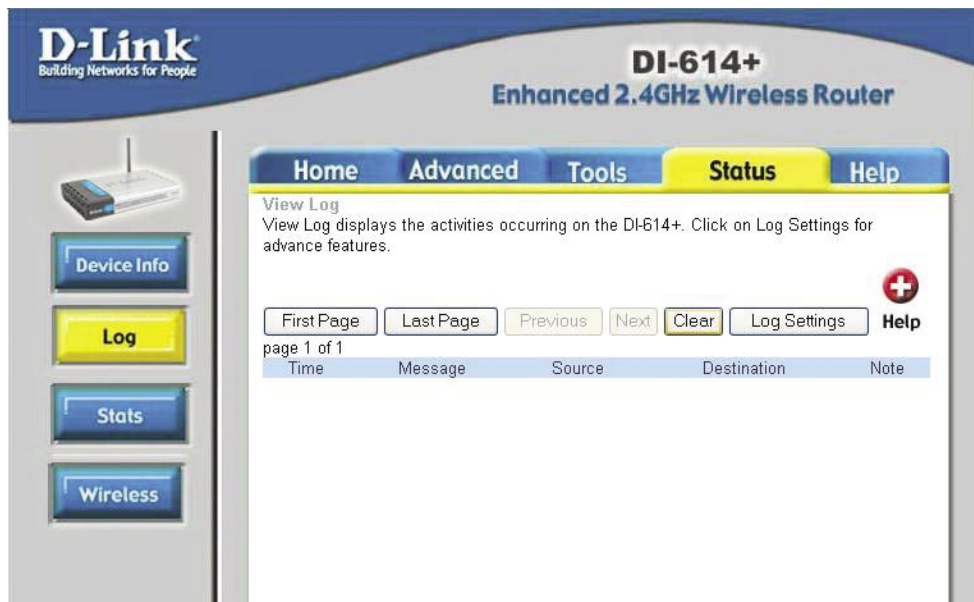 D-Link
Building Networks for People
DI-614+
Enhanced 2.4GHz Wireless Router
Home Advanced Tools Status Help
View Log
View Log displays the activities occurring on the DI-614+. Click on Log Settings for
advance features.
Device Info
Log
Stats
Wireless
First Page Last Page Previous Next Clear Log Settings Help
page 1 of 1
Time Message Source Destination Note